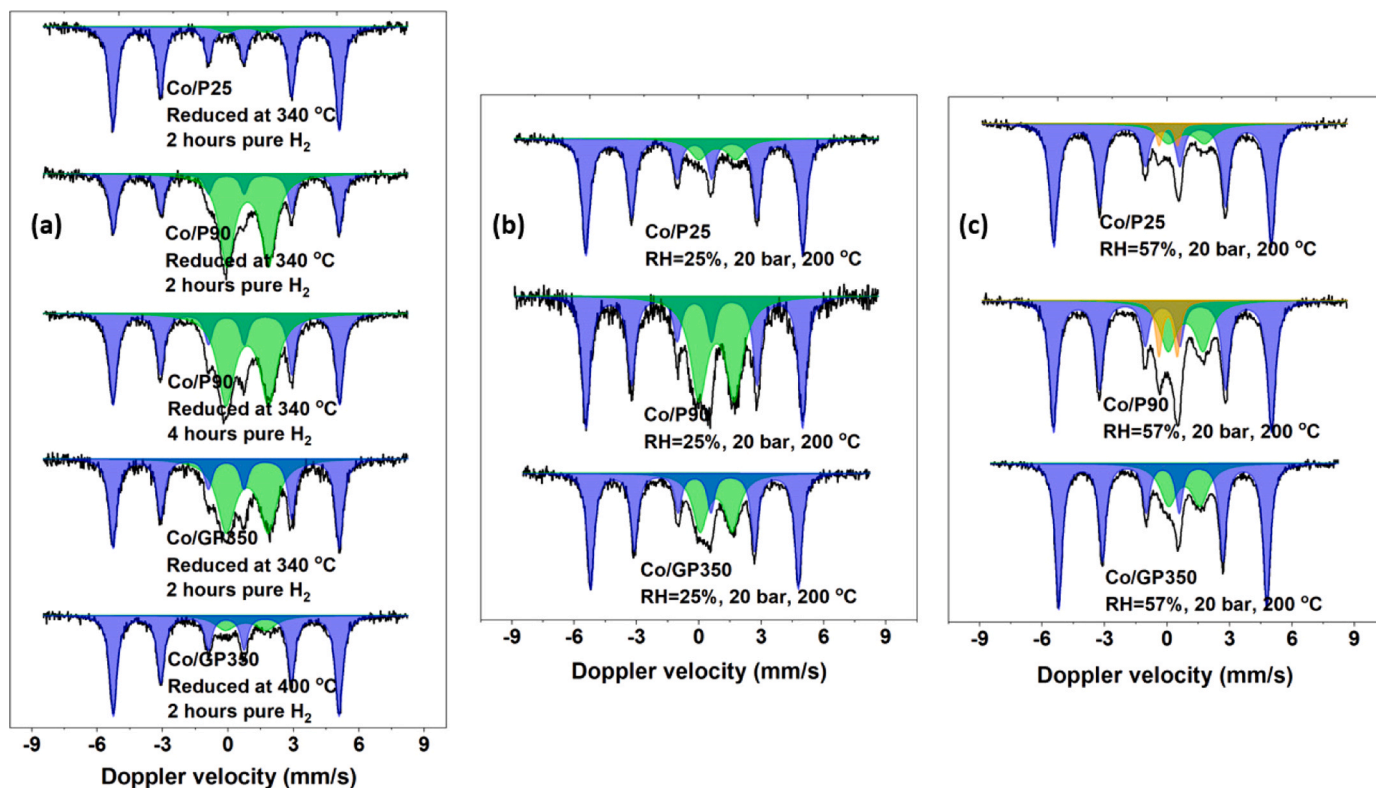 (a)
Co/P25
Reduced at 340 °C
2 hours pure H₂
Co/P90
Reduced at 340 °C
2 hours pure H₂
Co/P90
Reduced at 340 °C
4 hours pure H₂
Co/GP350
Reduced at 340 °C
2 hours pure H₂
Co/GP350
Reduced at 400 °C
2 hours pure H₂
-9 -6 -3 0 3 6 9
Doppler velocity (mm/s)
(b)
Co/P25
RH=25%, 20 bar, 200 °C
Co/P90
RH=25%, 20 bar, 200 °C
Co/GP350
RH=25%, 20 bar, 200 °C
-9 -6 -3 0 3 6 9
Doppler velocity (mm/s)
(c)
Co/P25
RH=57%, 20 bar, 200 °C
Co/P90
RH=57%, 20 bar, 200 °C
Co/GP350
RH=57%, 20 bar, 200 °C
-9 -6 -3 0 3 6 9
Doppler velocity (mm/s)